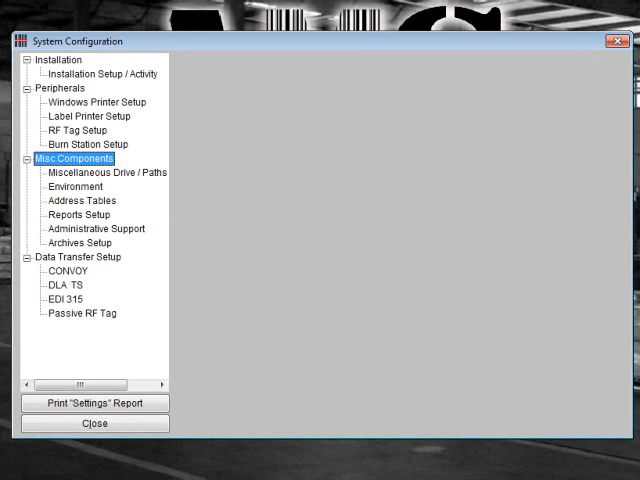 System Configuration
Installation
Installation Setup / Activity
Peripherals
Windows Printer Setup
Label Printer Setup
RF Tag Setup
Burn Station Setup
Misc Components
Miscellaneous Drive / Paths
Environment
Address Tables
Reports Setup
Administrative Support
Archives Setup
Data Transfer Setup
CONVOY
DLA TS
EDI 315
Passive RF Tag
Print "Settings" Report
Close